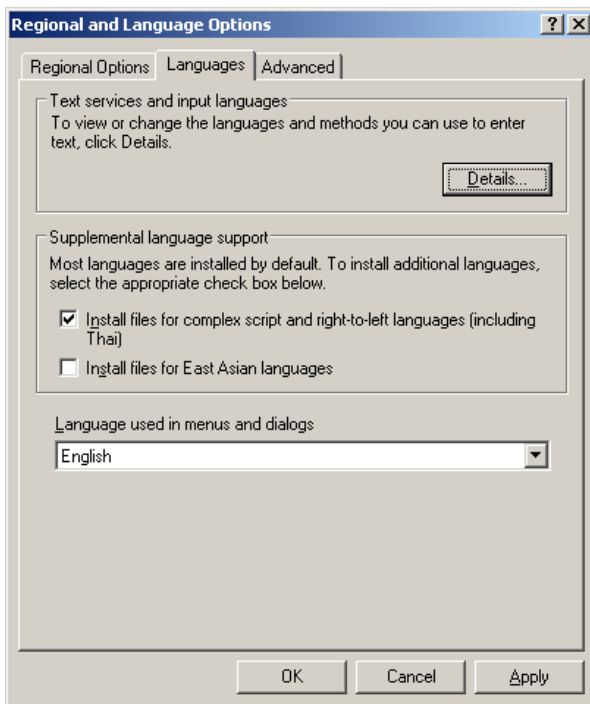 Regional and Language Options
Regional Options Languages Advanced
Text services and input languages
To view or change the languages and methods you can use to enter
text, click Details.
Details...
Supplemental language support
Most languages are installed by default. To install additional languages,
select the appropriate check box below.
Install files for complex script and right-to-left languages (including
Thai)
Install files for East Asian languages
Language used in menus and dialogs
English
OK Cancel Apply